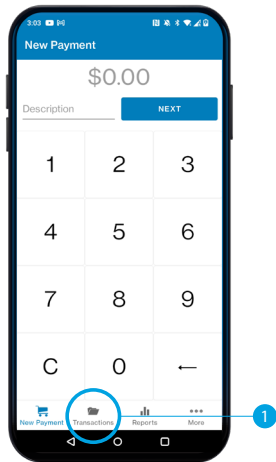 3:03
New Payment
$0.00
Description NEXT
1 2 3
4 5 6
7 8 9
C 0 ←
New Payment Transactions Reports More
1